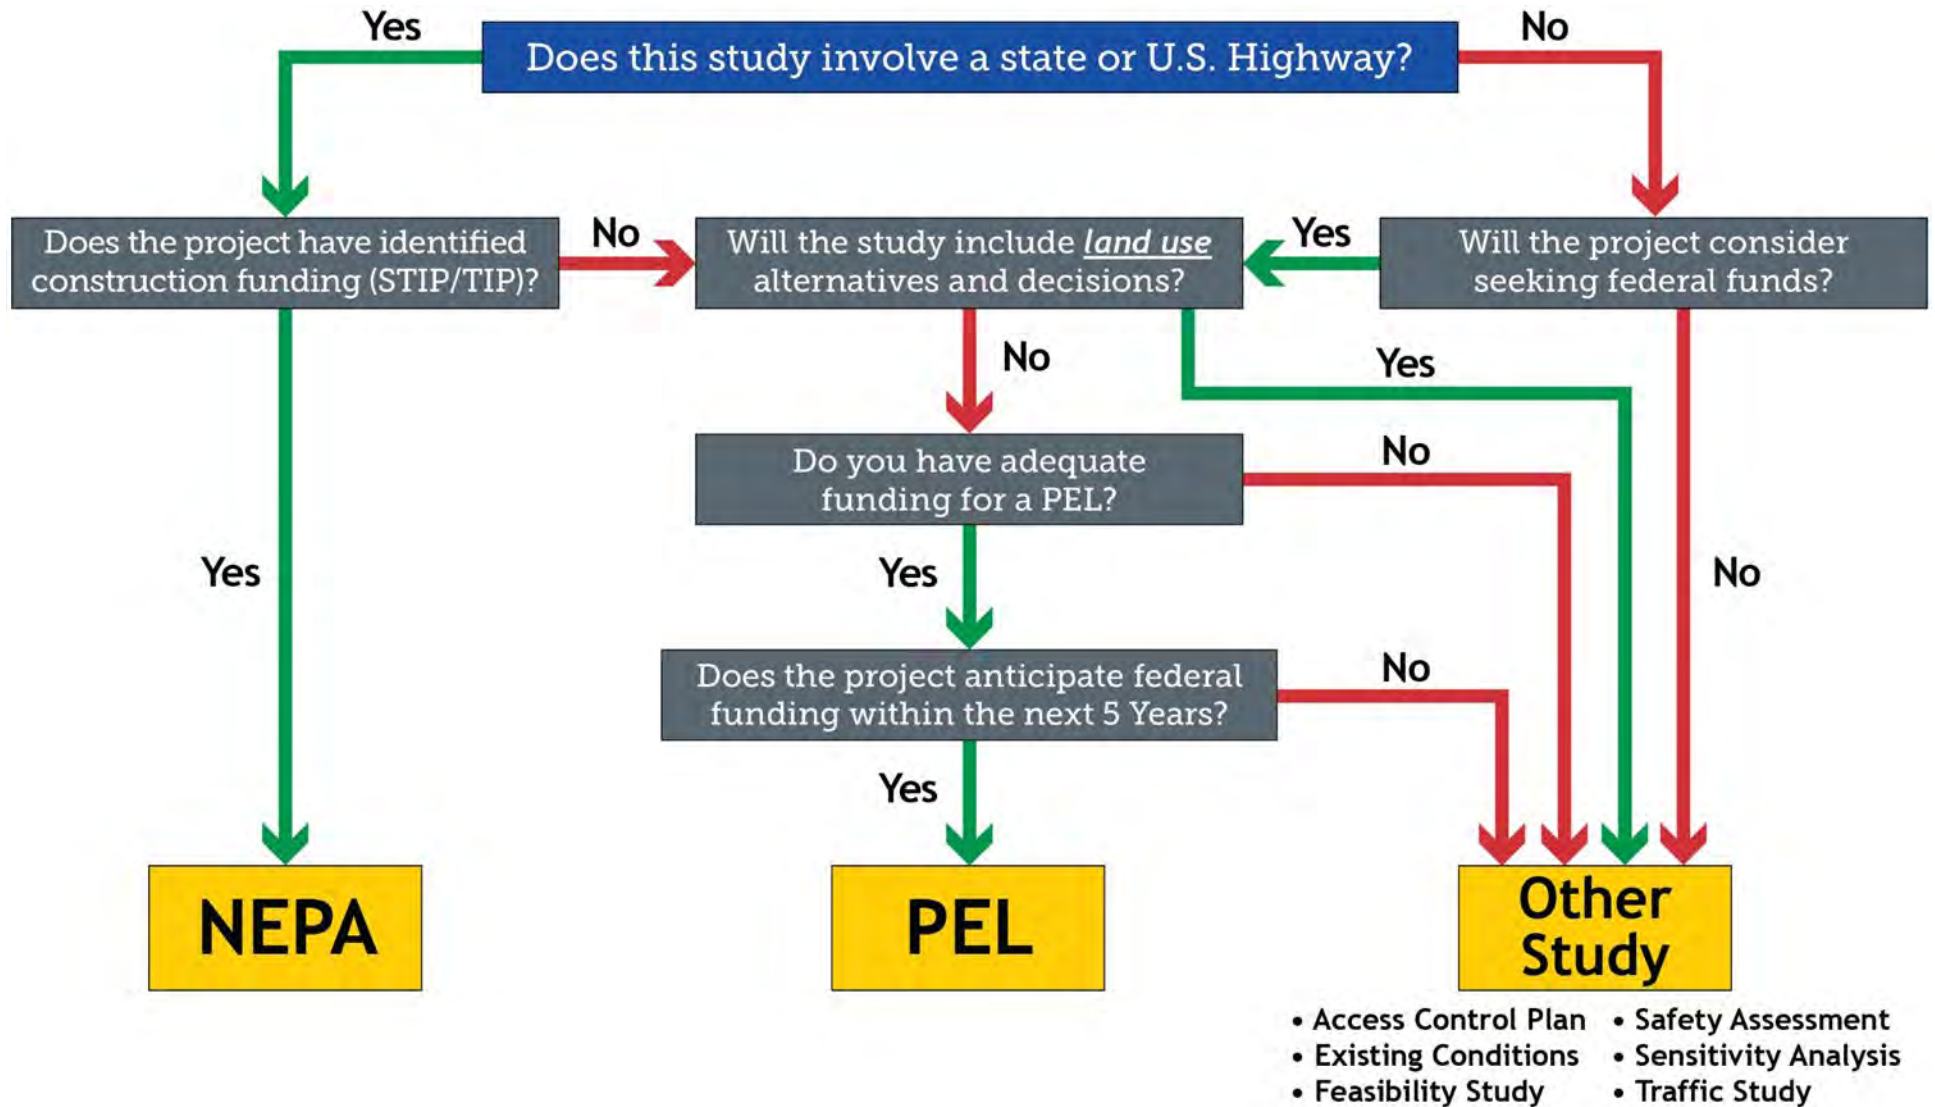 Yes
Does this study involve a state or U.S. Highway?
No
Does the project have identified
construction funding (STIP/TIP)?
No
Will the study include land use
alternatives and decisions?
Yes
Will the project consider
seeking federal funds?
No
Yes
Do you have adequate
funding for a PEL?
No
Yes
Yes
No
Does the project anticipate federal
funding within the next 5 Years?
No
Yes
NEPA
PEL
Other
Study
• Access Control Plan
• Existing Conditions
• Feasibility Study
• Safety Assessment
• Sensitivity Analysis
• Traffic Study